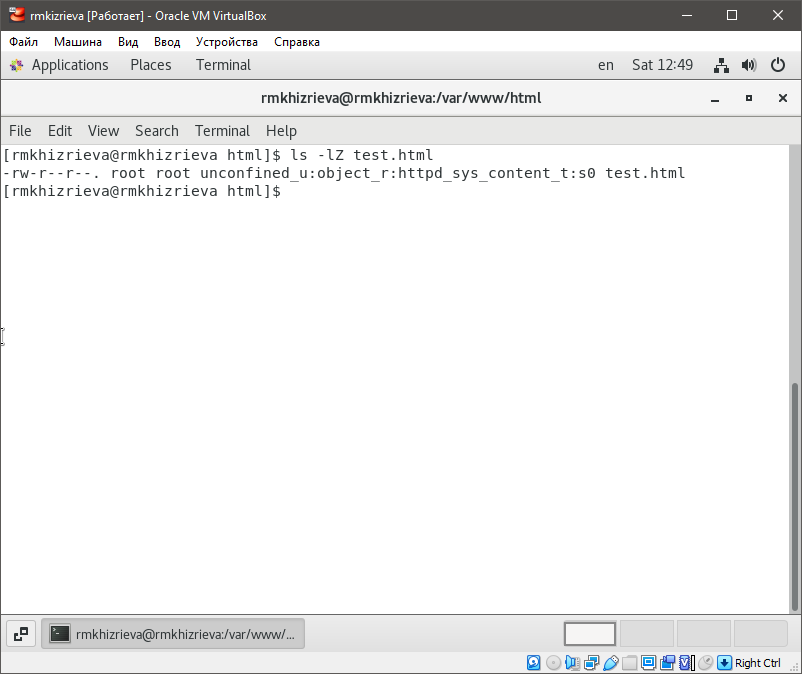 rmkizrieva [Работает] - Oracle VM VirtualBox
Файл Машина Вид Ввод Устройства Справка
Applications Places Terminal en Sat 12:49
rmkhizrieva@rmkhizrieva:/var/www/html
File Edit View Search Terminal Help
[rmkhizrieva@rmkhizrieva html]$ ls -lZ test.html
-rw-r--r--. root root unconfined_u:object_r:httpd_sys_content_t:s0 test.html
[rmkhizrieva@rmkhizrieva html]$
rmkhizrieva@rmkhizrieva:/var/www/...
Right Ctrl